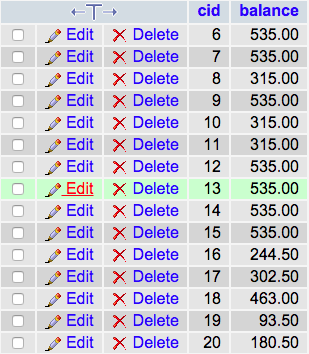 cid balance
Edit Delete 6 535.00
Edit Delete 7 535.00
Edit Delete 8 315.00
Edit Delete 9 535.00
Edit Delete 10 315.00
Edit Delete 11 315.00
Edit Delete 12 535.00
Edit Delete 13 535.00
Edit Delete 14 535.00
Edit Delete 15 535.00
Edit Delete 16 244.50
Edit Delete 17 302.50
Edit Delete 18 463.00
Edit Delete 19 93.50
Edit Delete 20 180.50